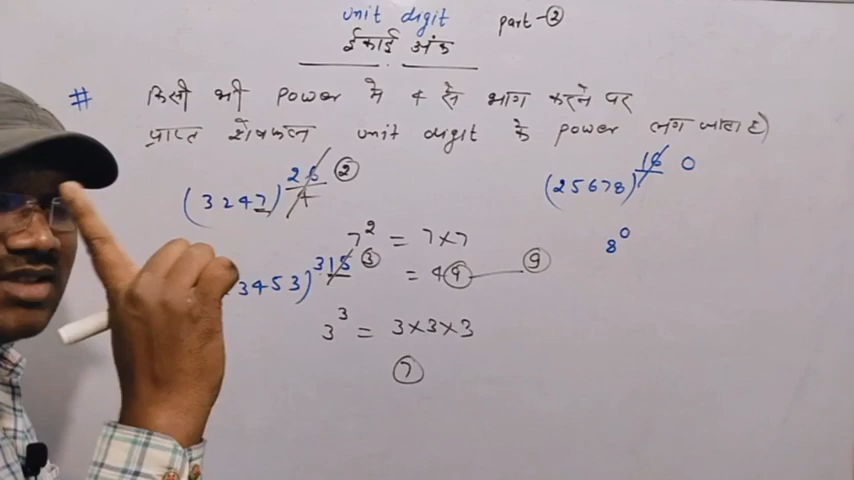 unit digit part-②
ईकाई अंक
# किसी भी power मे 4 से भाग करने पर
प्राप्त शेषफल unit digit के power लग जाता है)
(3247)^26/4 ②
(25678)^16 0
7² = 7×7
= 49 ⑨
3453)^315 ③
8⁰
3³ = 3×3×3
⑦